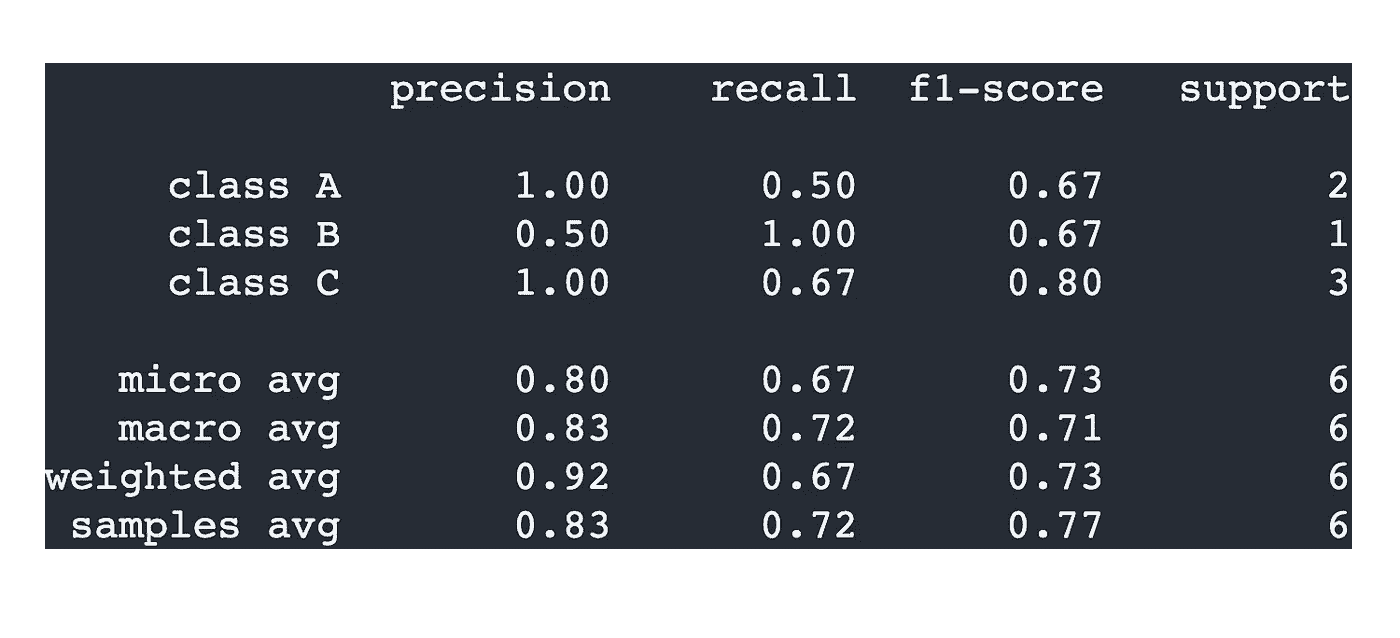 precision recall f1-score support
class A 1.00 0.50 0.67 2
class B 0.50 1.00 0.67 1
class C 1.00 0.67 0.80 3
micro avg 0.80 0.67 0.73 6
macro avg 0.83 0.72 0.71 6
weighted avg 0.92 0.67 0.73 6
samples avg 0.83 0.72 0.77 6